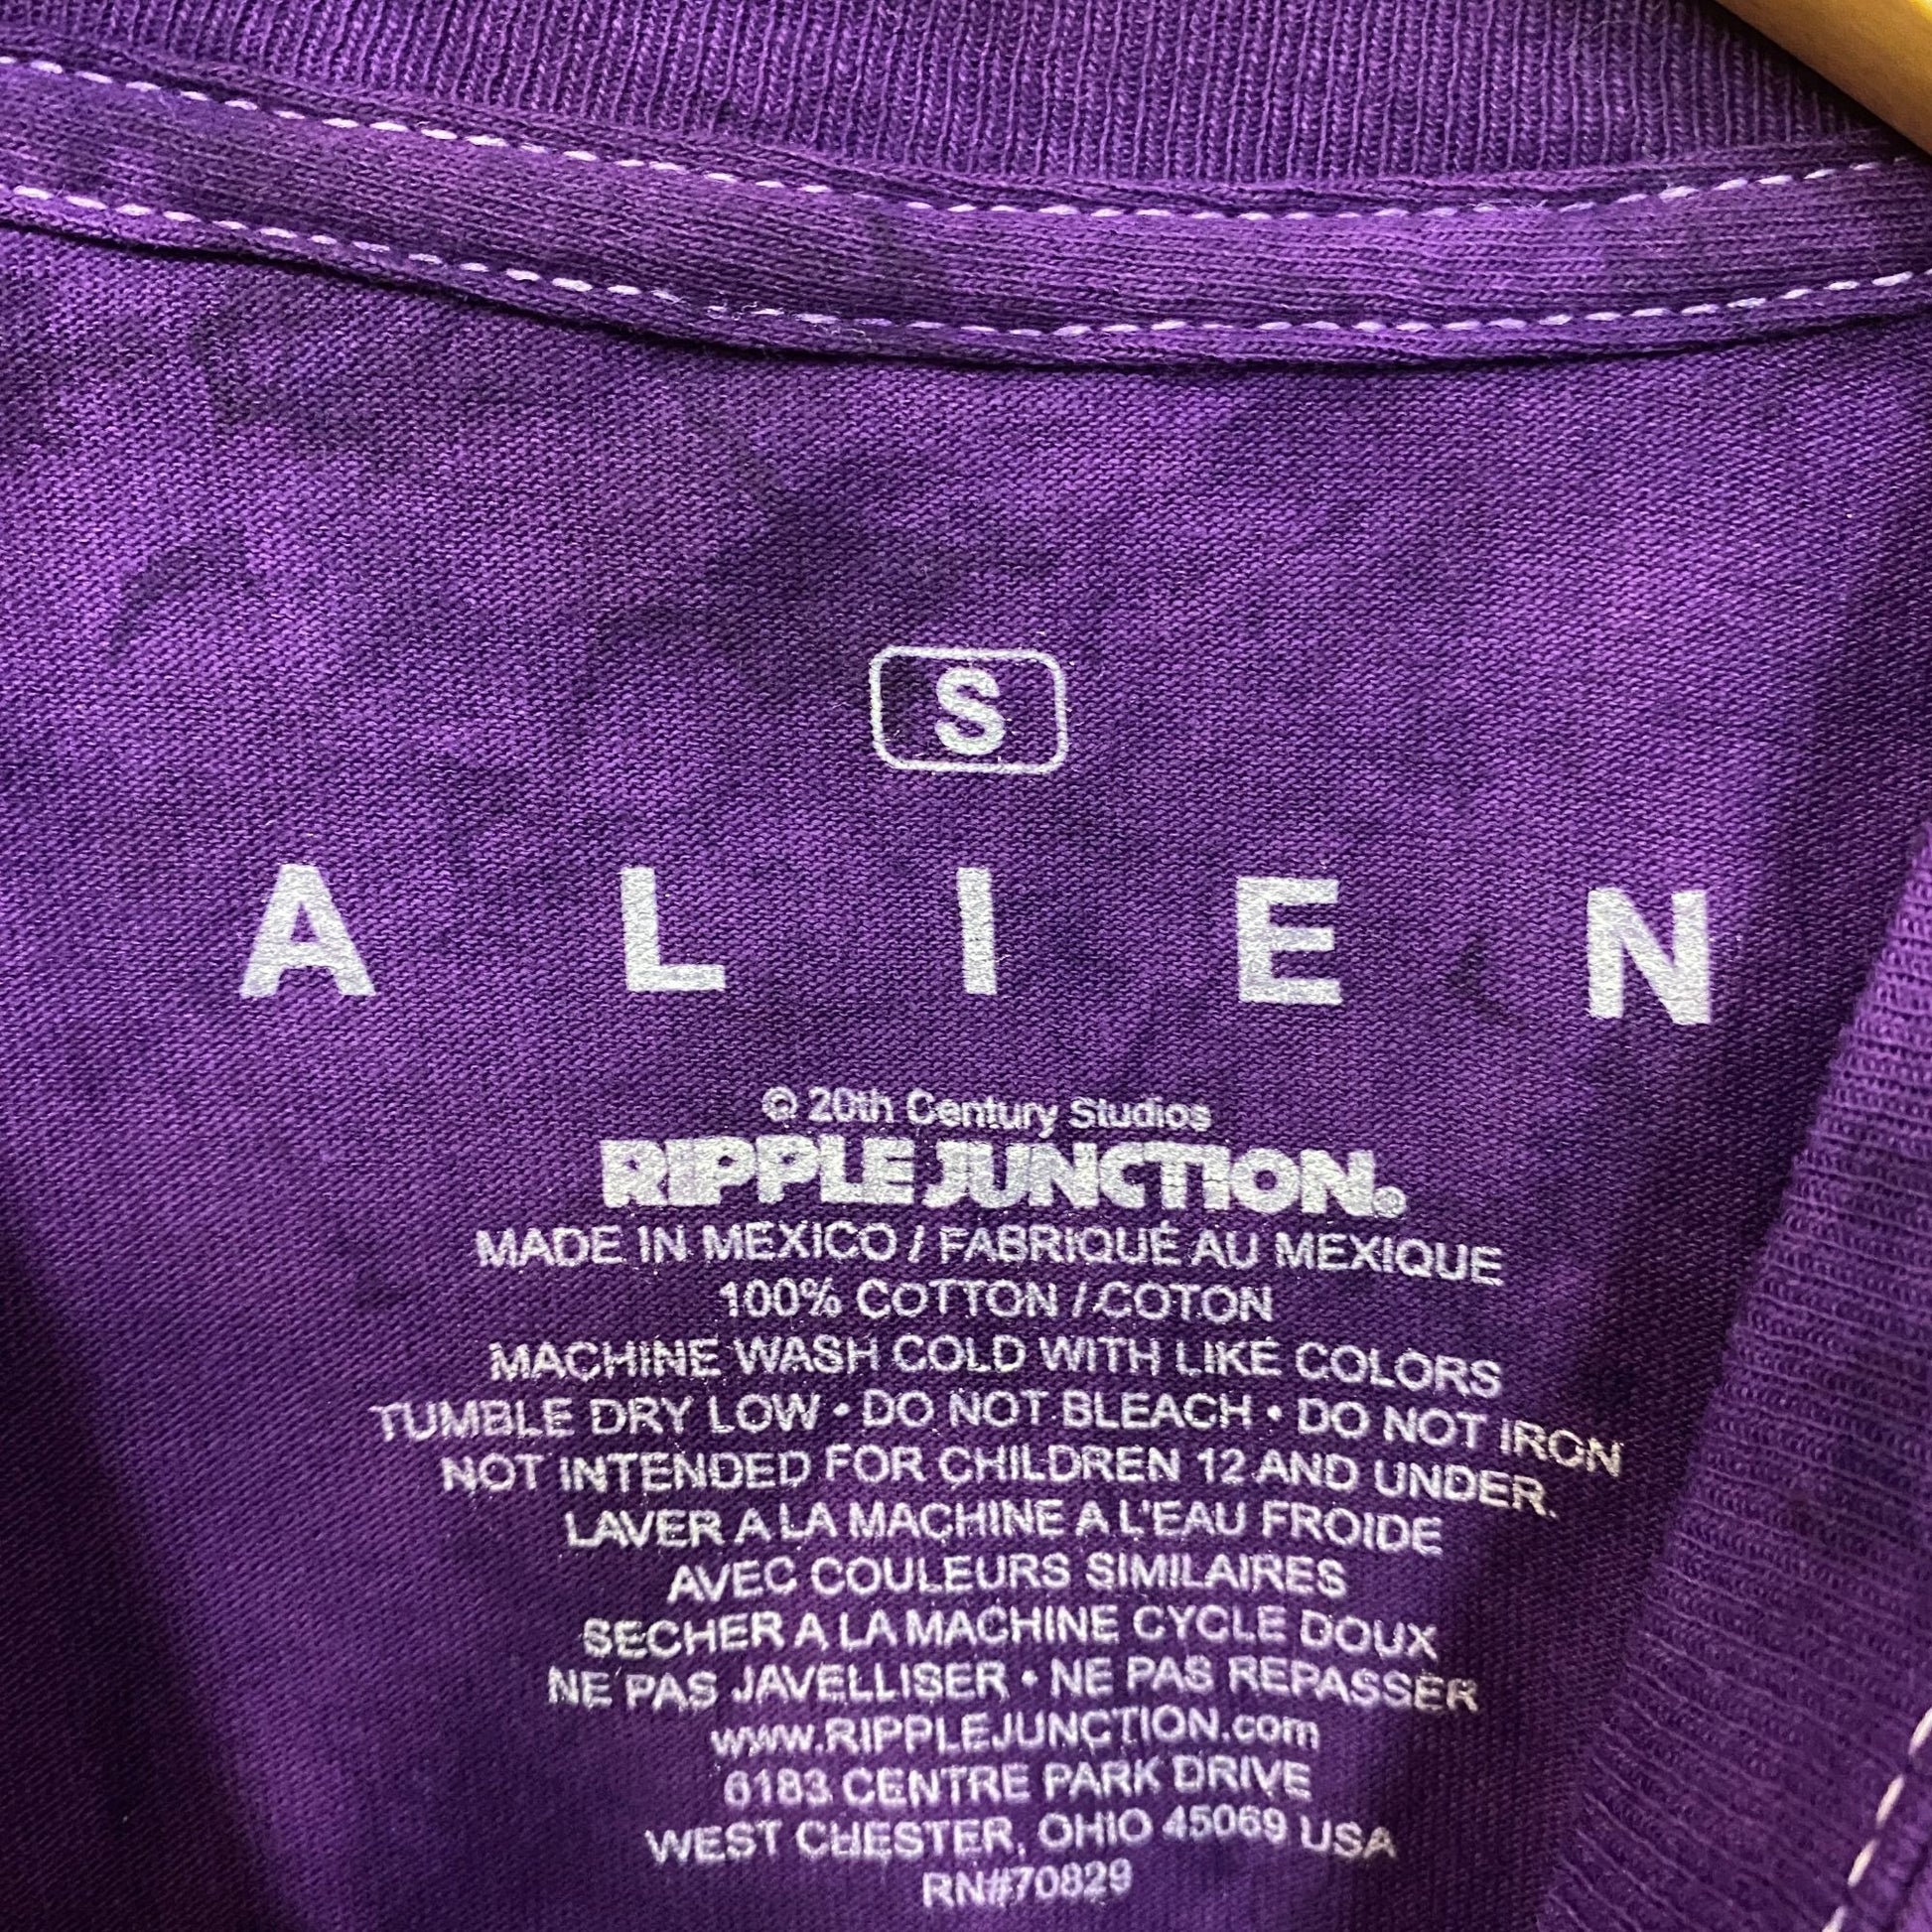 S
A L I E N
© 20th Century Studios
RIPPLE JUNCTION®
MADE IN MEXICO / FABRIQUÉ AU MEXIQUE
100% COTTON / COTON
MACHINE WASH COLD WITH LIKE COLORS
TUMBLE DRY LOW • DO NOT BLEACH • DO NOT IRON
NOT INTENDED FOR CHILDREN 12 AND UNDER.
LAVER A LA MACHINE A L'EAU FROIDE
AVEC COULEURS SIMILAIRES
SECHER A LA MACHINE CYCLE DOUX
NE PAS JAVELLISER • NE PAS REPASSER
www.RIPPLEJUNCTION.com
6183 CENTRE PARK DRIVE
WEST CHESTER, OHIO 45069 USA
RN#70829